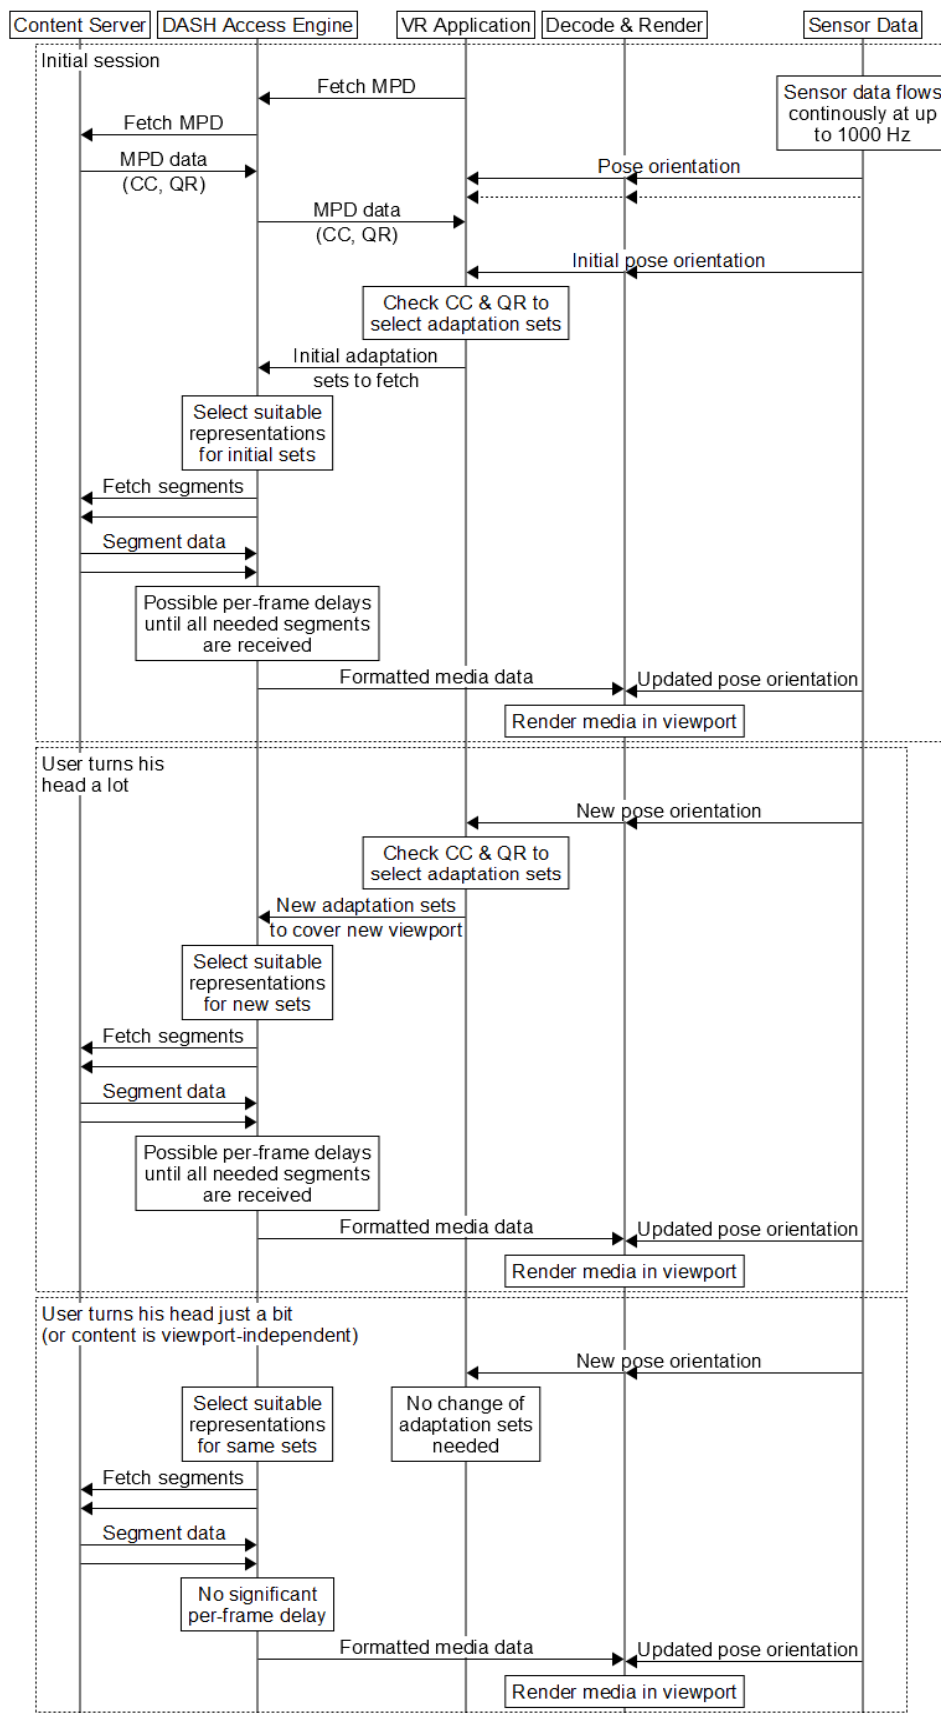 Content Server
DASH Access Engine
VR Application
Decode & Render
Sensor Data
Initial session
Fetch MPD
Sensor data flows
continously at up
to 1000 Hz
Fetch MPD
MPD data
(CC, QR)
Pose orientation
MPD data
(CC, QR)
Initial pose orientation
Check CC & QR to
select adaptation sets
Initial adaptation
sets to fetch
Select suitable
representations
for initial sets
Fetch segments
Segment data
Possible per-frame delays
until all needed segments
are received
Formatted media data
Updated pose orientation
Render media in viewport
User turns his
head a lot
New pose orientation
Check CC & QR to
select adaptation sets
New adaptation sets
to cover new viewport
Select suitable
representations
for new sets
Fetch segments
Segment data
Possible per-frame delays
until all needed segments
are received
Formatted media data
Updated pose orientation
Render media in viewport
User turns his head just a bit
(or content is viewport-independent)
New pose orientation
Select suitable
representations
for same sets
No change of
adaptation sets
needed
Fetch segments
Segment data
No significant
per-frame delay
Formatted media data
Updated pose orientation
Render media in viewport